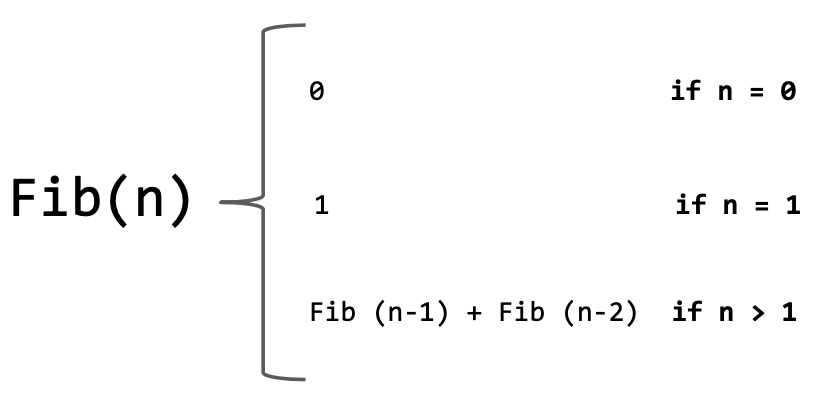 0 if n = 0
Fib(n) 1 if n = 1
Fib (n-1) + Fib (n-2) if n > 1